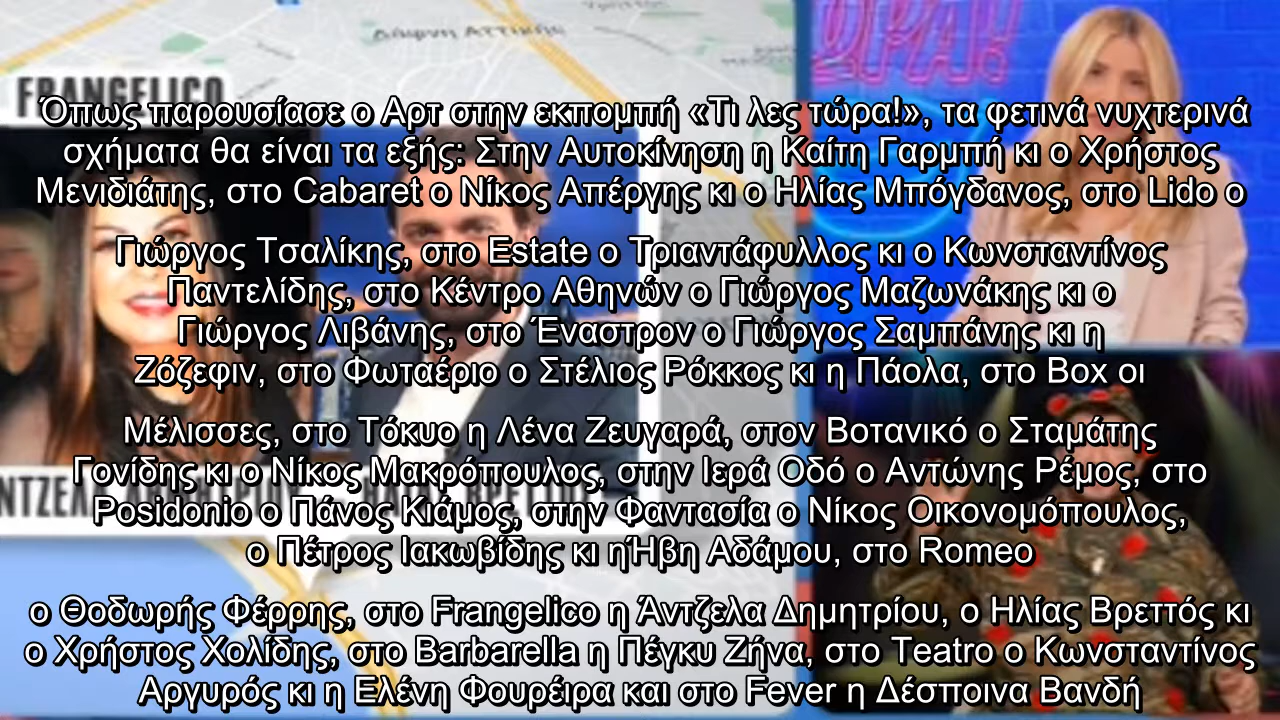 Δάφνη Αττικής
FRANGELICO
ΩΡΑ!
Όπως παρουσίασε ο Αρτ στην εκπομπή «Τι λες τώρα!», τα φετινά νυχτερινά
σχήματα θα είναι τα εξής: Στην Αυτοκίνηση η Καίτη Γαρμπή κι ο Χρήστος
Μενιδιάτης, στο Cabaret ο Νίκος Απέργης κι ο Ηλίας Μπόγδανος, στο Lido ο
Γιώργος Τσαλίκης, στο Estate ο Τριαντάφυλλος κι ο Κωνσταντίνος
Παντελίδης, στο Κέντρο Αθηνών ο Γιώργος Μαζωνάκης κι ο
Γιώργος Λιβάνης, στο Έναστρον ο Γιώργος Σαμπάνης κι η
Ζόζεφιν, στο Φωταέριο ο Στέλιος Ρόκκος κι η Πάολα, στο Box οι
Μέλισσες, στο Τόκυο η Λένα Ζευγαρά, στον Βοτανικό ο Σταμάτης
Γονίδης κι ο Νίκος Μακρόπουλος, στην Ιερά Οδό ο Αντώνης Ρέμος, στο
Posidonio ο Πάνος Κιάμος, στην Φαντασία ο Νίκος Οικονομόπουλος,
ο Πέτρος Ιακωβίδης κι ηΉβη Αδάμου, στο Romeo
ο Θοδωρής Φέρρης, στο Frangelico η Άντζελα Δημητρίου, ο Ηλίας Βρεττός κι
ο Χρήστος Χολίδης, στο Barbarella η Πέγκυ Ζήνα, στο Teatro ο Κωνσταντίνος
Αργυρός κι η Ελένη Φουρέιρα και στο Fever η Δέσποινα Βανδή